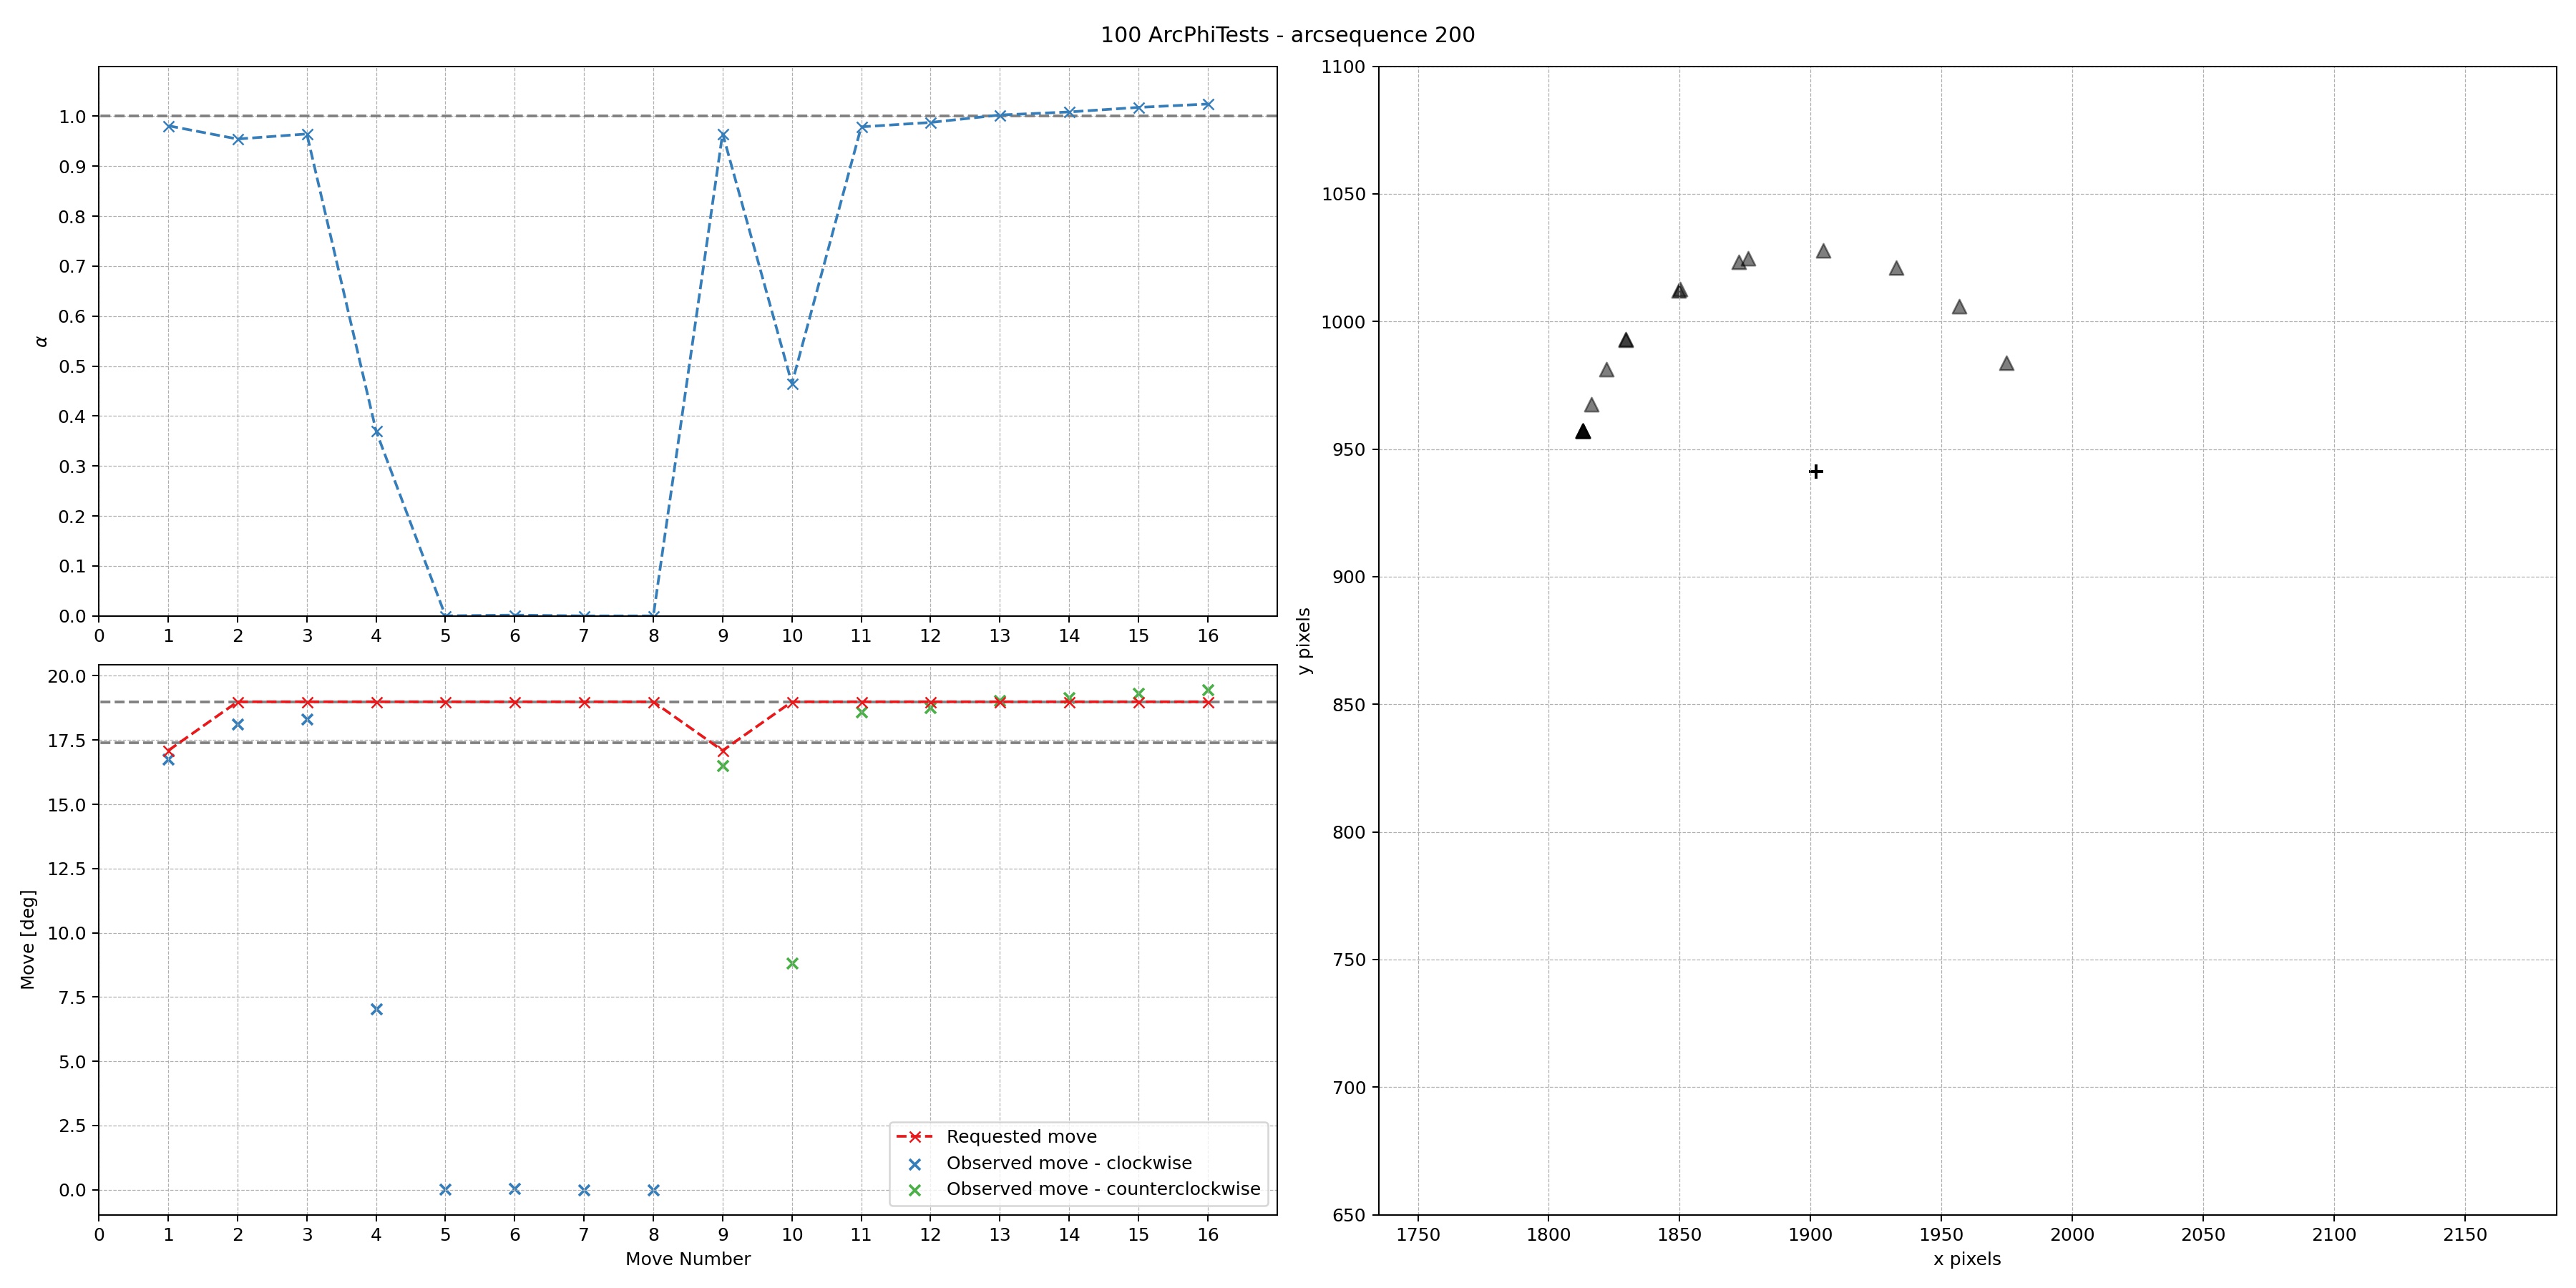 100 ArcPhiTests - arcsequence 200
α
1.0
0.9
0.8
0.7
0.6
0.5
0.4
0.3
0.2
0.1
0.0
0 1 2 3 4 5 6 7 8 9 10 11 12 13 14 15 16
Move [deg]
20.0
17.5
15.0
12.5
10.0
7.5
5.0
2.5
0.0
Requested move
Observed move - clockwise
Observed move - counterclockwise
0 1 2 3 4 5 6 7 8 9 10 11 12 13 14 15 16
Move Number
y pixels
1100
1050
1000
950
900
850
800
750
700
650
1750 1800 1850 1900 1950 2000 2050 2100 2150
x pixels